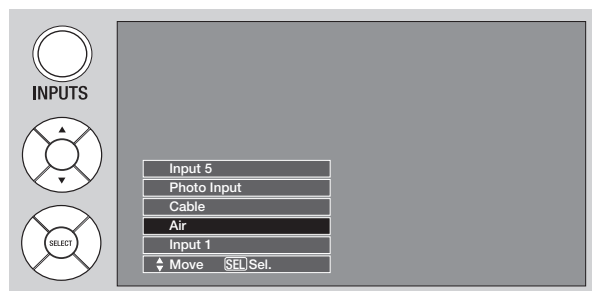 INPUTS
SELECT
Input 5
Photo Input
Cable
Air
Input 1
Move SEL Sel.